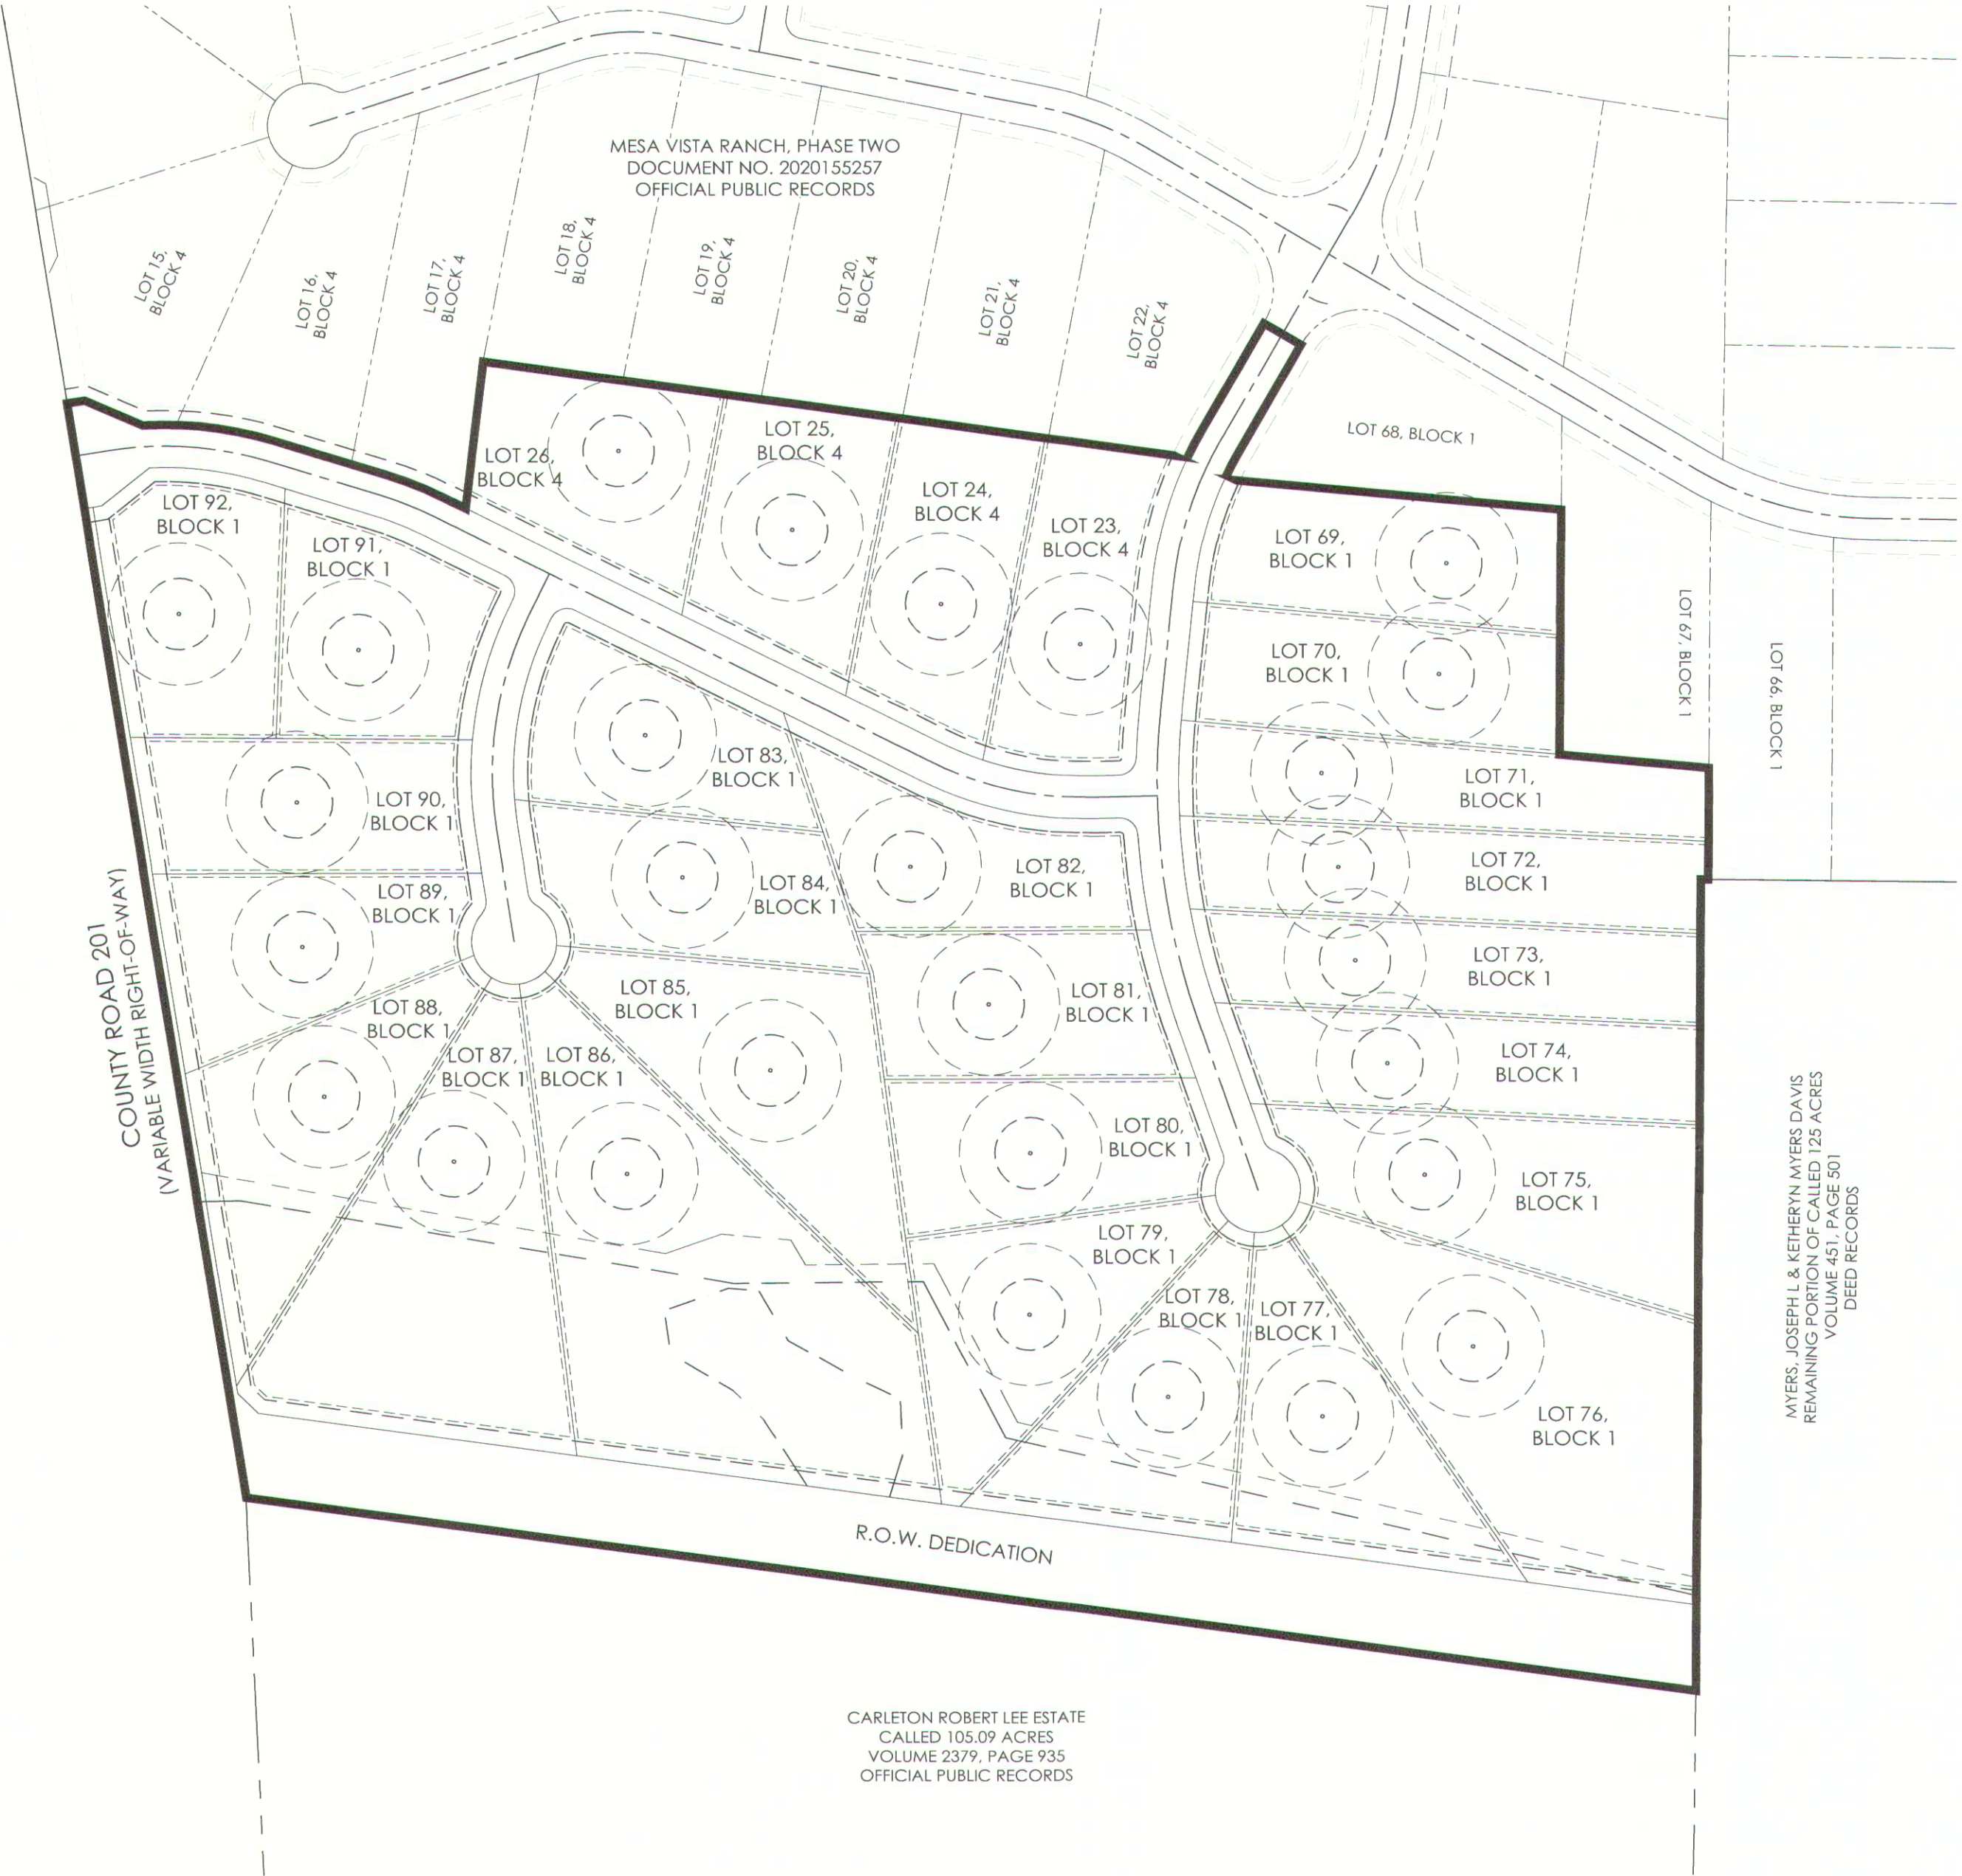 MESA VISTA RANCH, PHASE TWO
DOCUMENT NO. 2020155257
OFFICIAL PUBLIC RECORDS
LOT 15,
BLOCK 4
LOT 16,
BLOCK 4
LOT 17,
BLOCK 4
LOT 18,
BLOCK 4
LOT 19,
BLOCK 4
LOT 20,
BLOCK 4
LOT 21,
BLOCK 4
LOT 22,
BLOCK 4
LOT 68, BLOCK 1
LOT 26,
BLOCK 4
LOT 25,
BLOCK 4
LOT 24,
BLOCK 4
LOT 23,
BLOCK 4
LOT 92,
BLOCK 1
LOT 91,
BLOCK 1
LOT 69,
BLOCK 1
LOT 70,
BLOCK 1
LOT 67, BLOCK 1
LOT 66, BLOCK 1
LOT 83,
BLOCK 1
LOT 90,
BLOCK 1
LOT 71,
BLOCK 1
LOT 89,
BLOCK 1
LOT 84,
BLOCK 1
LOT 82,
BLOCK 1
LOT 72,
BLOCK 1
LOT 73,
BLOCK 1
LOT 88,
BLOCK 1
LOT 85,
BLOCK 1
LOT 81,
BLOCK 1
LOT 87,
BLOCK 1
LOT 86,
BLOCK 1
LOT 74,
BLOCK 1
LOT 80,
BLOCK 1
LOT 75,
BLOCK 1
LOT 79,
BLOCK 1
LOT 78,
BLOCK 1
LOT 77,
BLOCK 1
LOT 76,
BLOCK 1
COUNTY ROAD 201
(VARIABLE WIDTH RIGHT-OF-WAY)
MYERS, JOSEPH L & KETHERYN MYERS DAVIS
REMAINING PORTION OF CALLED 125 ACRES
VOLUME 451, PAGE 501
DEED RECORDS
R.O.W. DEDICATION
CARLETON ROBERT LEE ESTATE
CALLED 105.09 ACRES
VOLUME 2379, PAGE 935
OFFICIAL PUBLIC RECORDS